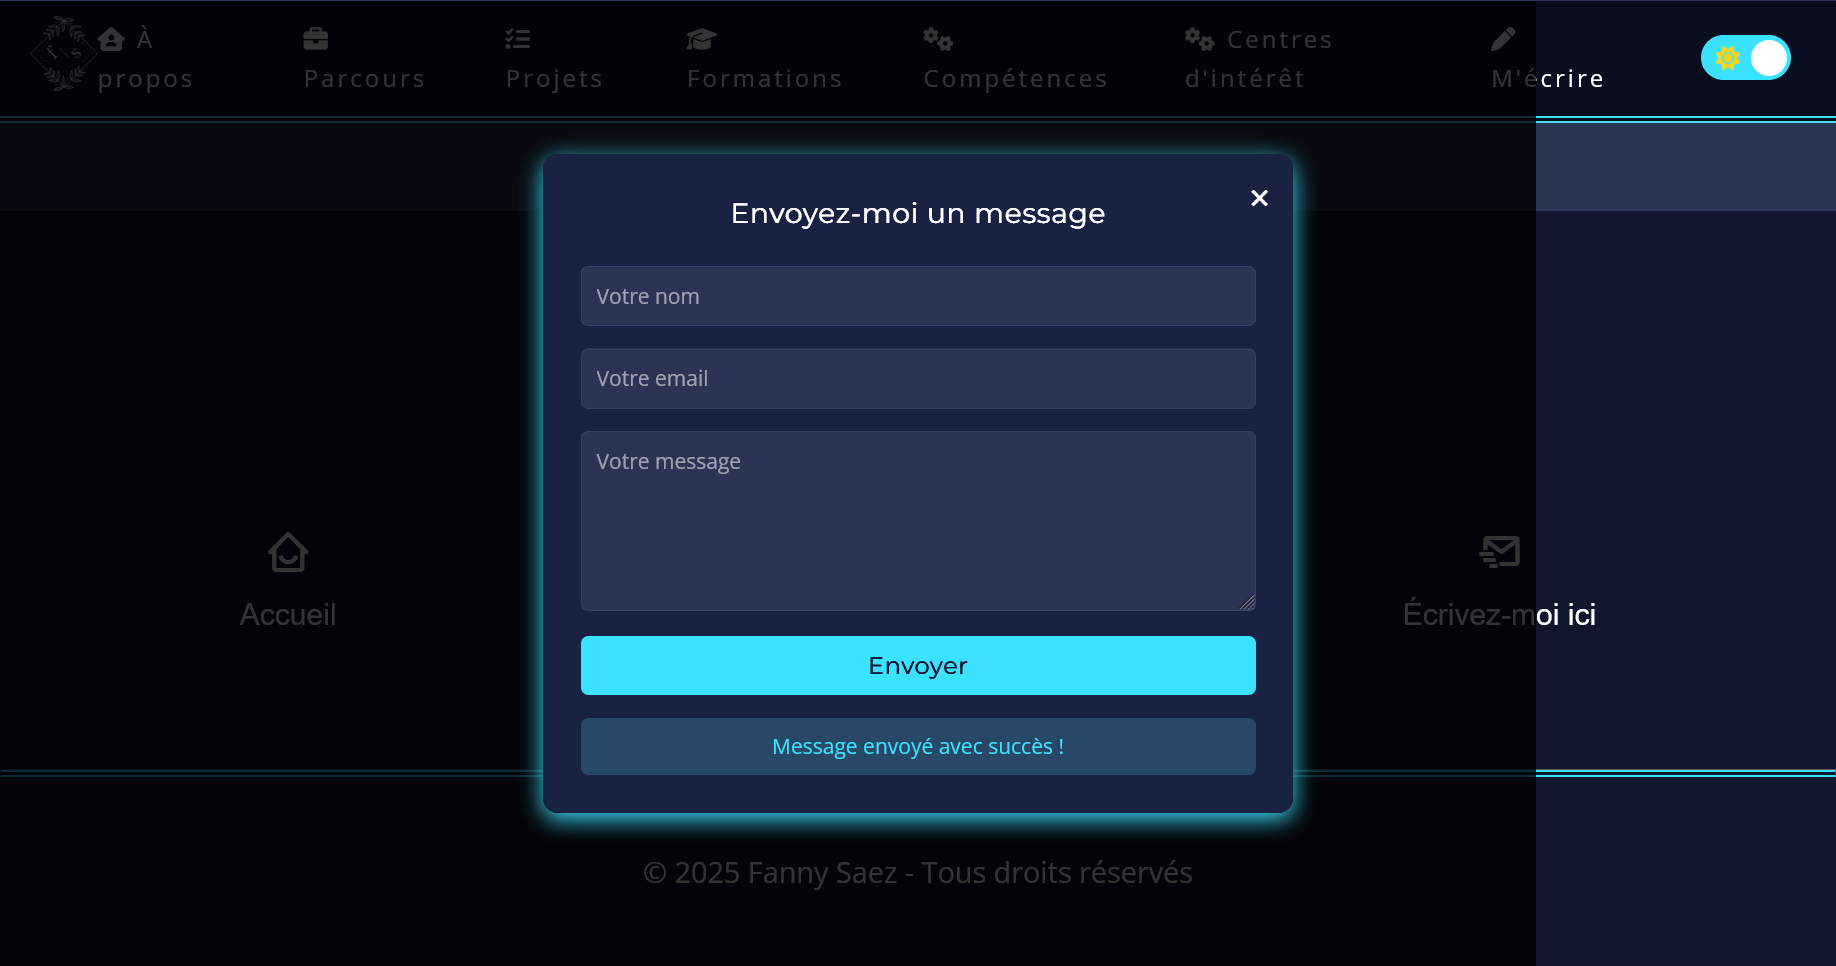 f \ s
À propos
Parcours
Projets
Formations
Compétences
Centres d'intérêt
M'écrire
Envoyez-moi un message
Votre nom
Votre email
Votre message
Envoyer
Message envoyé avec succès !
Accueil
Écrivez-moi ici
© 2025 Fanny Saez - Tous droits réservés